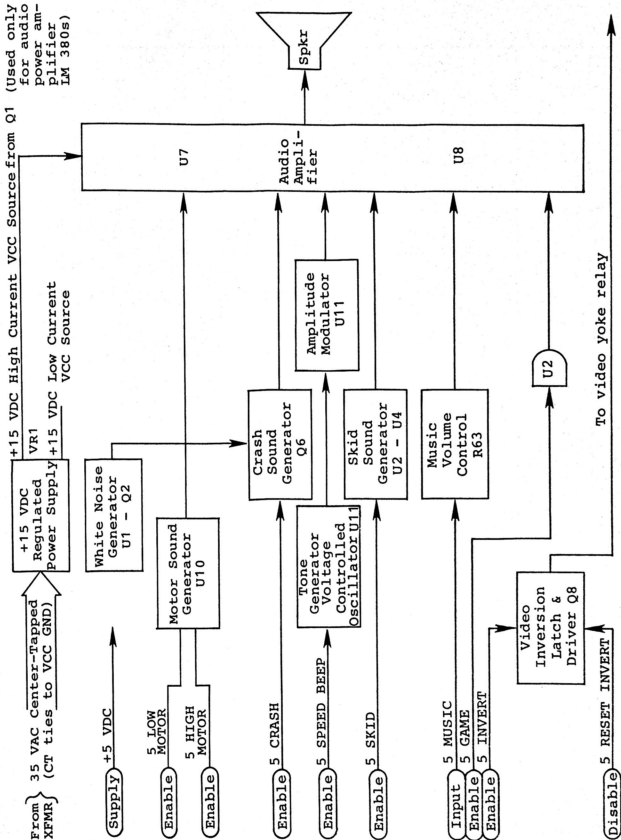 From
XFMR
35 VAC Center-Tapped
(CT ties to VCC GND)
+15 VDC
Regulated
Power Supply
VR1
+15 VDC High Current VCC Source from Q1
(Used only
for audio
power am-
plifier
LM 380s)
+15 VDC Low Current
VCC Source
Supply
+5 VDC
White Noise
Generator
U1 - Q2
Enable
5 LOW
MOTOR
Enable
5 HIGH
MOTOR
Motor Sound
Generator
U10
U7
Audio
Ampli-
fier
U8
Spkr
Enable
5 CRASH
Crash
Sound
Generator
Q6
Enable
5 SPEED BEEP
Tone
Generator
Voltage
Controlled
Oscillator U11
Amplitude
Modulator
U11
Enable
5 SKID
Skid
Sound
Generator
U2 - U4
Input
5 MUSIC
Music
Volume
Control
R63
Enable
5 GAME
U2
Enable
5 INVERT
Video
Inversion
Latch &
Driver Q8
Disable
5 RESET INVERT
To video yoke relay